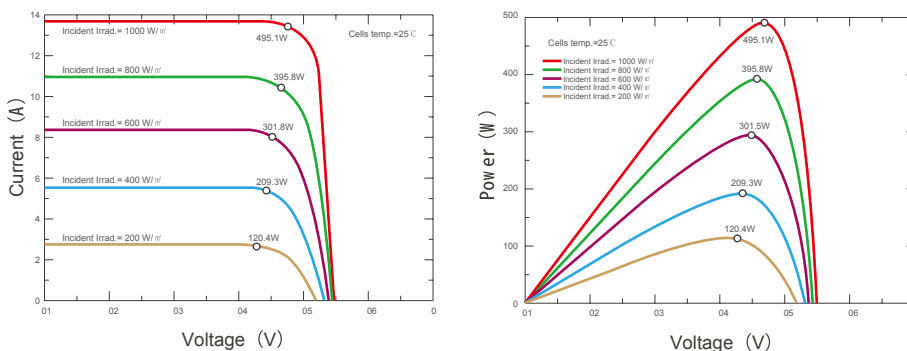 14
12
10
8
6
4
2
0
Current (A)
Incident Irrad.= 1000 W/㎡
495.1W
Cells temp.=25℃
395.8W
Incident Irrad.= 800 W/㎡
301.8W
Incident Irrad.= 600 W/㎡
209.3W
Incident Irrad.= 400 W/㎡
120.4W
Incident Irrad.= 200 W/㎡
01 02 03 04 05 06 0
Voltage (V)
500
400
300
200
100
0
Power (W)
495.1W
Cells temp.=25℃
Incident Irrad.= 1000 W/㎡
Incident Irrad.= 800 W/㎡
Incident Irrad.= 600 W/㎡
Incident Irrad.= 400 W/㎡
Incident Irrad.= 200 W/㎡
395.8W
301.5W
209.3W
120.4W
01 02 03 04 05 06
Voltage (V)